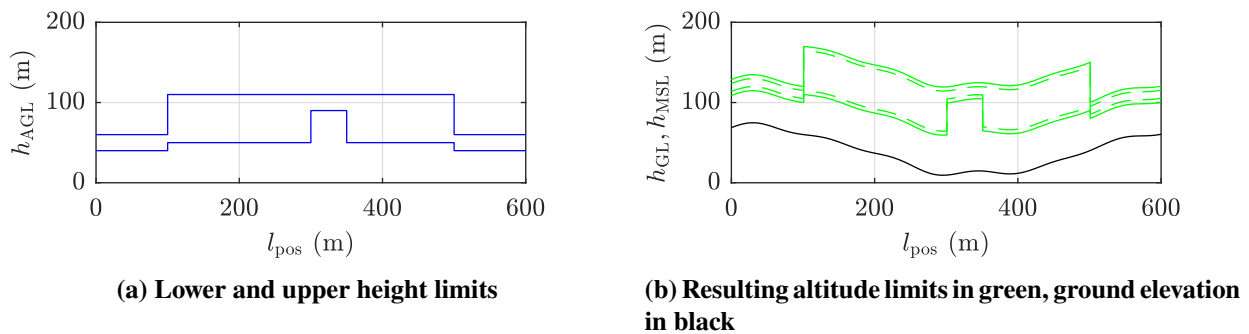 200
100
0
h_AGL (m)
0
200
400
600
l_pos (m)
(a) Lower and upper height limits
200
100
0
h_GL, h_MSL (m)
0
200
400
600
l_pos (m)
(b) Resulting altitude limits in green, ground elevation
in black